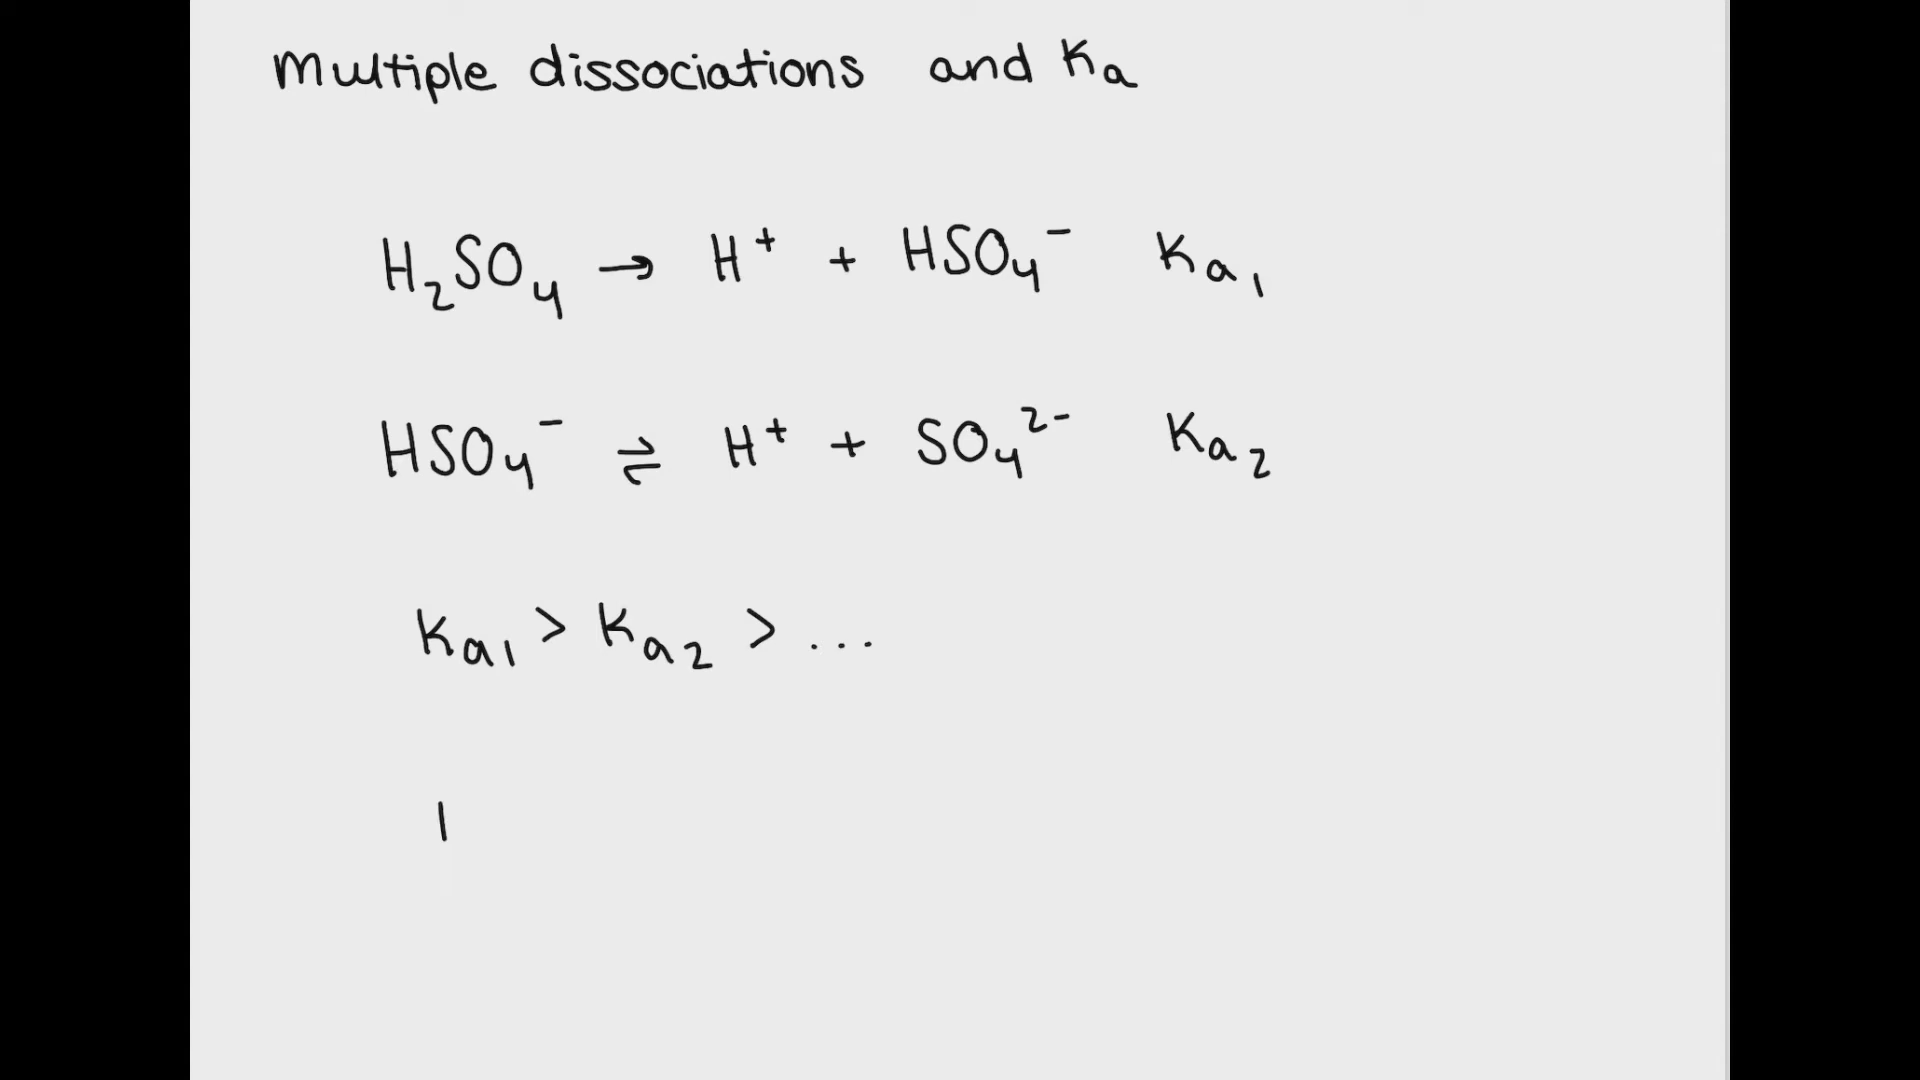 Multiple dissociations and Ka
H₂SO₄ → H⁺ + HSO₄⁻ Ka₁
HSO₄⁻ ⇌ H⁺ + SO₄²⁻ Ka₂
Ka₁ > Ka₂ > ...